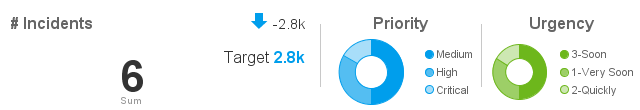 # Incidents
-2.8k
Target 2.8k
6
Sum
Priority
Medium
High
Critical
Urgency
3-Soon
1-Very Soon
2-Quickly